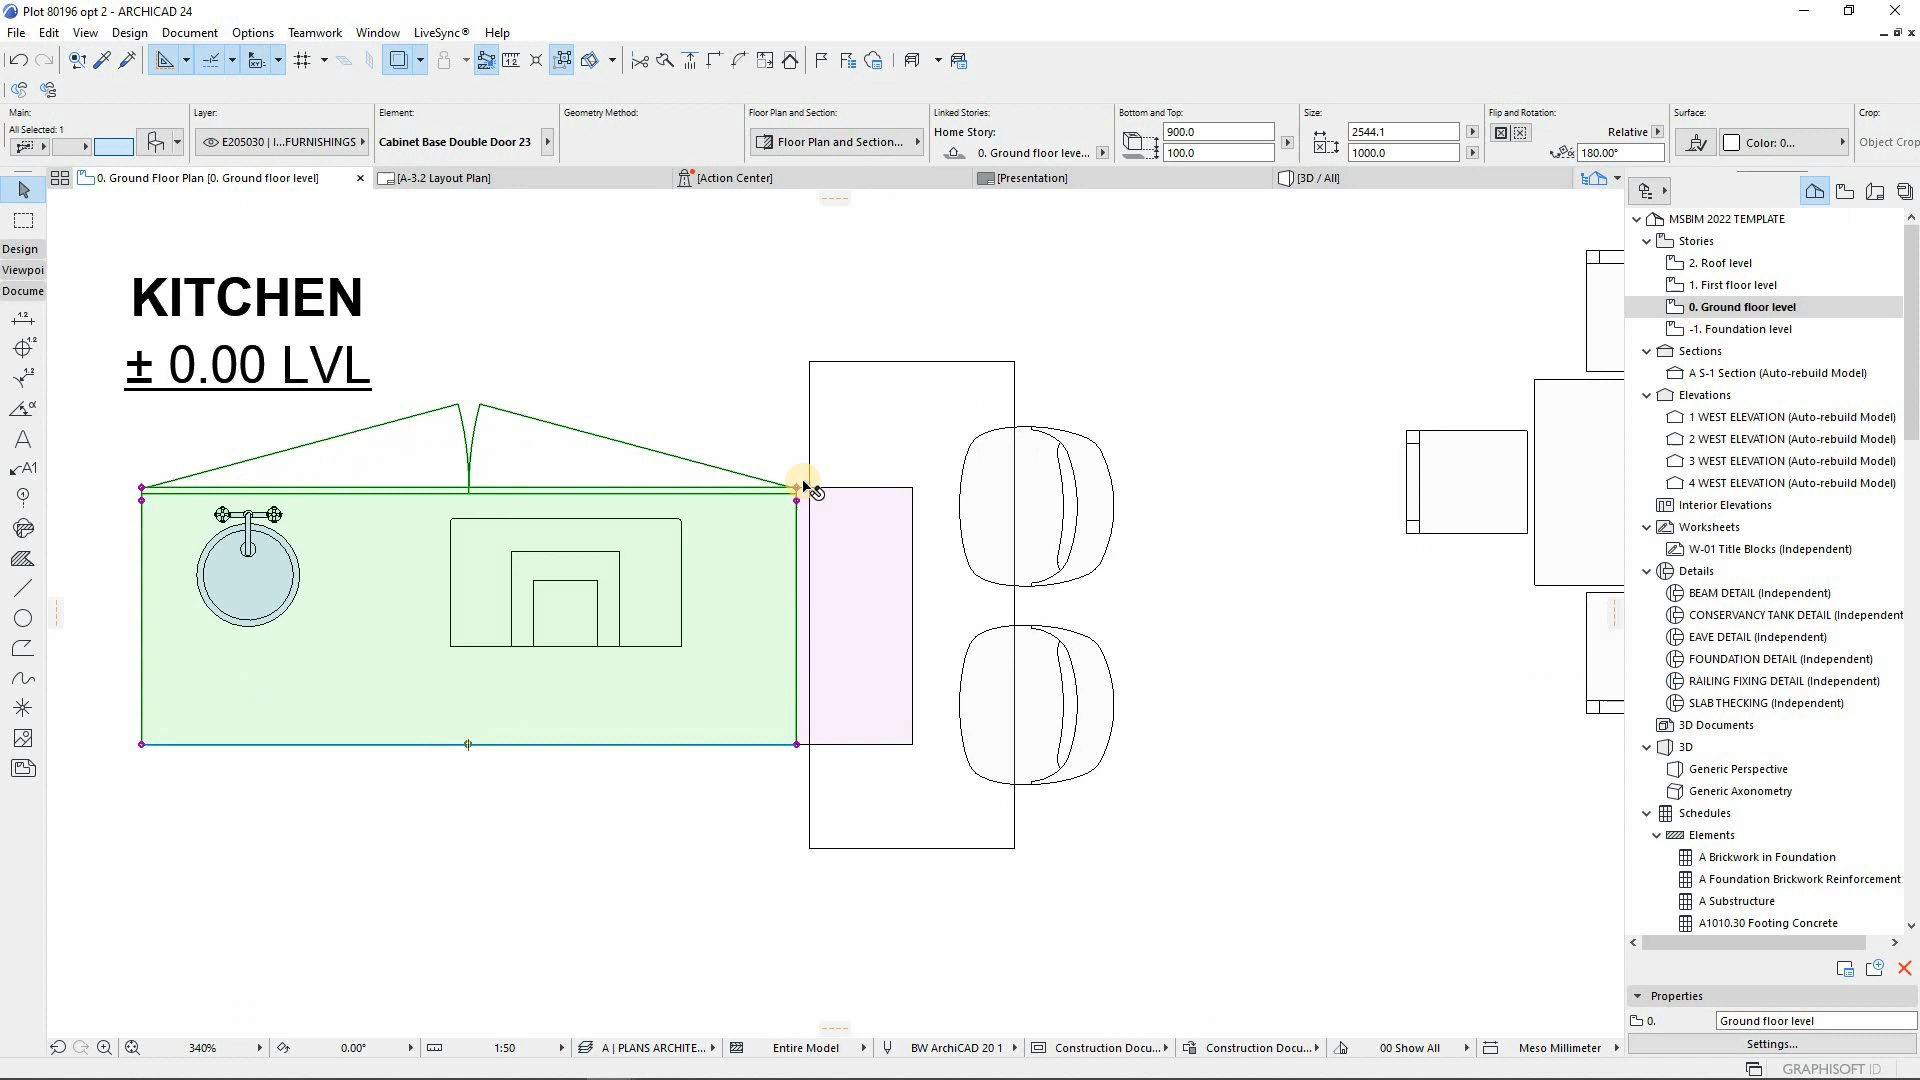 Plot 80196 opt 2 - ARCHICAD 24
File Edit View Design Document Options Teamwork Window LiveSync® Help
Main: Layer: Element: Geometry Method: Floor Plan and Section: Linked Stories: Bottom and Top: Size: Flip and Rotation: Surface: Crop:
All Selected: 1
E205030 | I...FURNISHINGS
Cabinet Base Double Door 23
Floor Plan and Section...
Home Story:
0. Ground floor leve...
900.0
100.0
2544.1
1000.0
Relative
180.00°
Color: 0...
Object Crop
0. Ground Floor Plan [0. Ground floor level]
[A-3.2 Layout Plan]
[Action Center]
[Presentation]
[3D / All]
Design
Viewpoi
Docume
KITCHEN
± 0.00 LVL
MSBIM 2022 TEMPLATE
Stories
2. Roof level
1. First floor level
0. Ground floor level
-1. Foundation level
Sections
A S-1 Section (Auto-rebuild Model)
Elevations
1 WEST ELEVATION (Auto-rebuild Model)
2 WEST ELEVATION (Auto-rebuild Model)
3 WEST ELEVATION (Auto-rebuild Model)
4 WEST ELEVATION (Auto-rebuild Model)
Interior Elevations
Worksheets
W-01 Title Blocks (Independent)
Details
BEAM DETAIL (Independent)
CONSERVANCY TANK DETAIL (Independent
EAVE DETAIL (Independent)
FOUNDATION DETAIL (Independent)
RAILING FIXING DETAIL (Independent)
SLAB THECKING (Independent)
3D Documents
3D
Generic Perspective
Generic Axonometry
Schedules
Elements
A Brickwork in Foundation
A Foundation Brickwork Reinforcement
A Substructure
A1010.30 Footing Concrete
Properties
0. Ground floor level
Settings...
340% 0.00° 1:50 A | PLANS ARCHITE... Entire Model BW ArchiCAD 20 1 Construction Docu... Construction Docu... 00 Show All Meso Millimeter
GRAPHISOFT ID